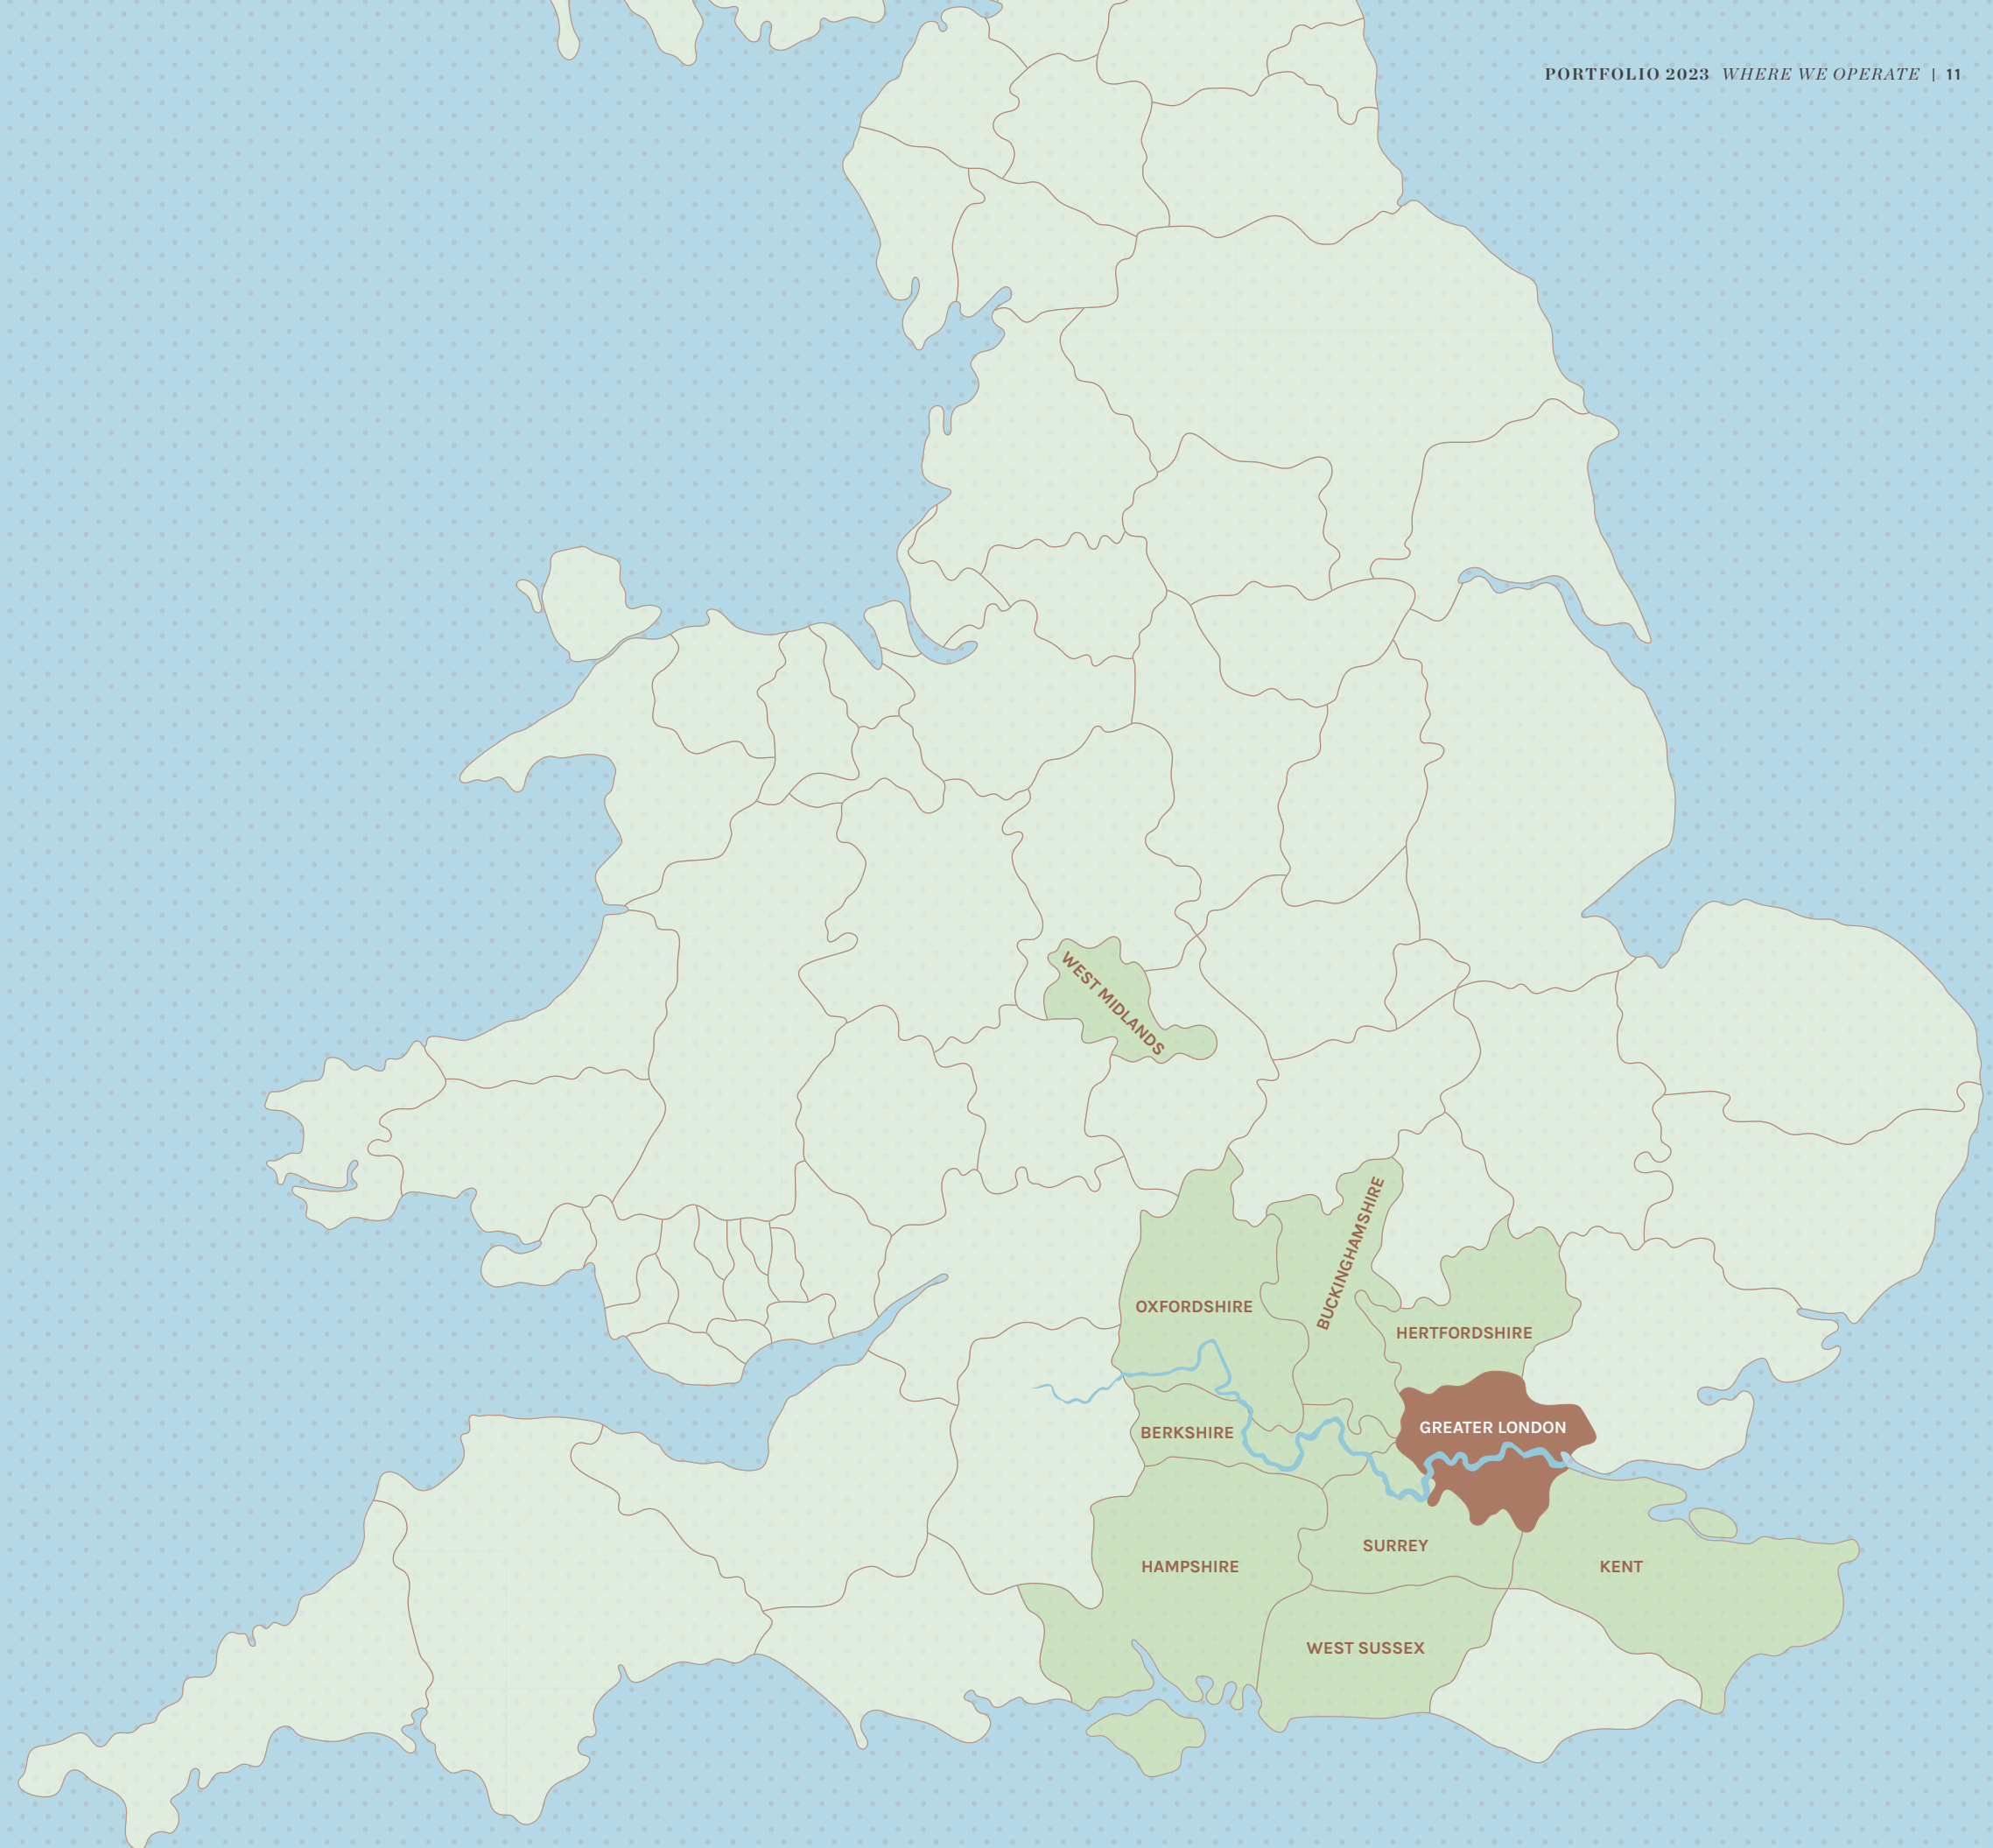 PORTFOLIO 2023 WHERE WE OPERATE | 11
WEST MIDLANDS
BUCKINGHAMSHIRE
OXFORDSHIRE
HERTFORDSHIRE
GREATER LONDON
BERKSHIRE
SURREY
HAMPSHIRE
KENT
WEST SUSSEX